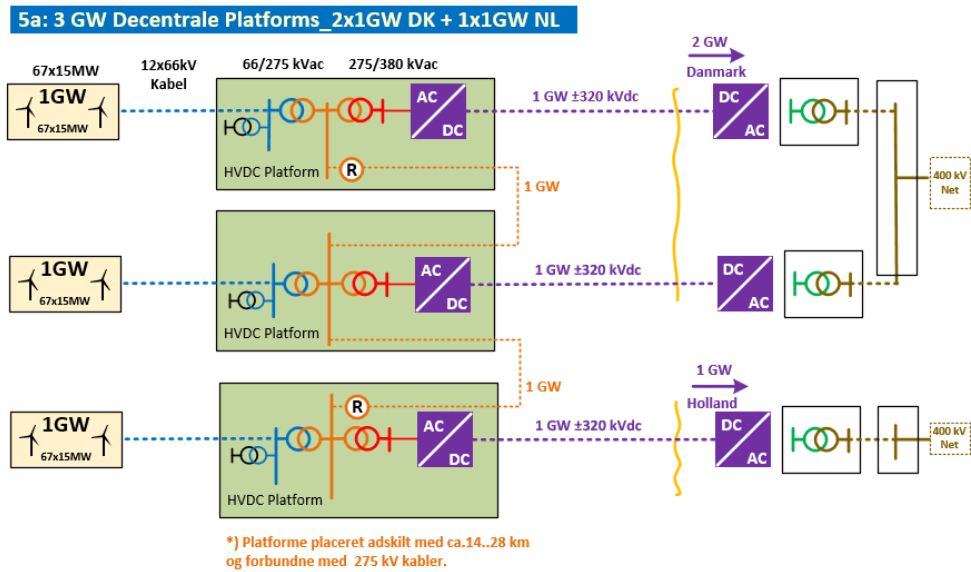 5a: 3 GW Decentrale Platforms_2x1GW DK + 1x1GW NL
67x15MW
12x66kV
Kabel
66/275 kVac
275/380 kVac
2 GW
Danmark
1GW
67x15MW
AC
DC
1 GW ±320 kVdc
DC
AC
HVDC Platform
R
1 GW
400 kV
Net
1GW
67x15MW
AC
DC
1 GW ±320 kVdc
DC
AC
HVDC Platform
1 GW
1 GW
Holland
1GW
67x15MW
R
AC
DC
1 GW ±320 kVdc
DC
AC
400 kV
Net
HVDC Platform
*) Platforme placeret adskilt med ca.14..28 km
og forbundne med 275 kV kabler.